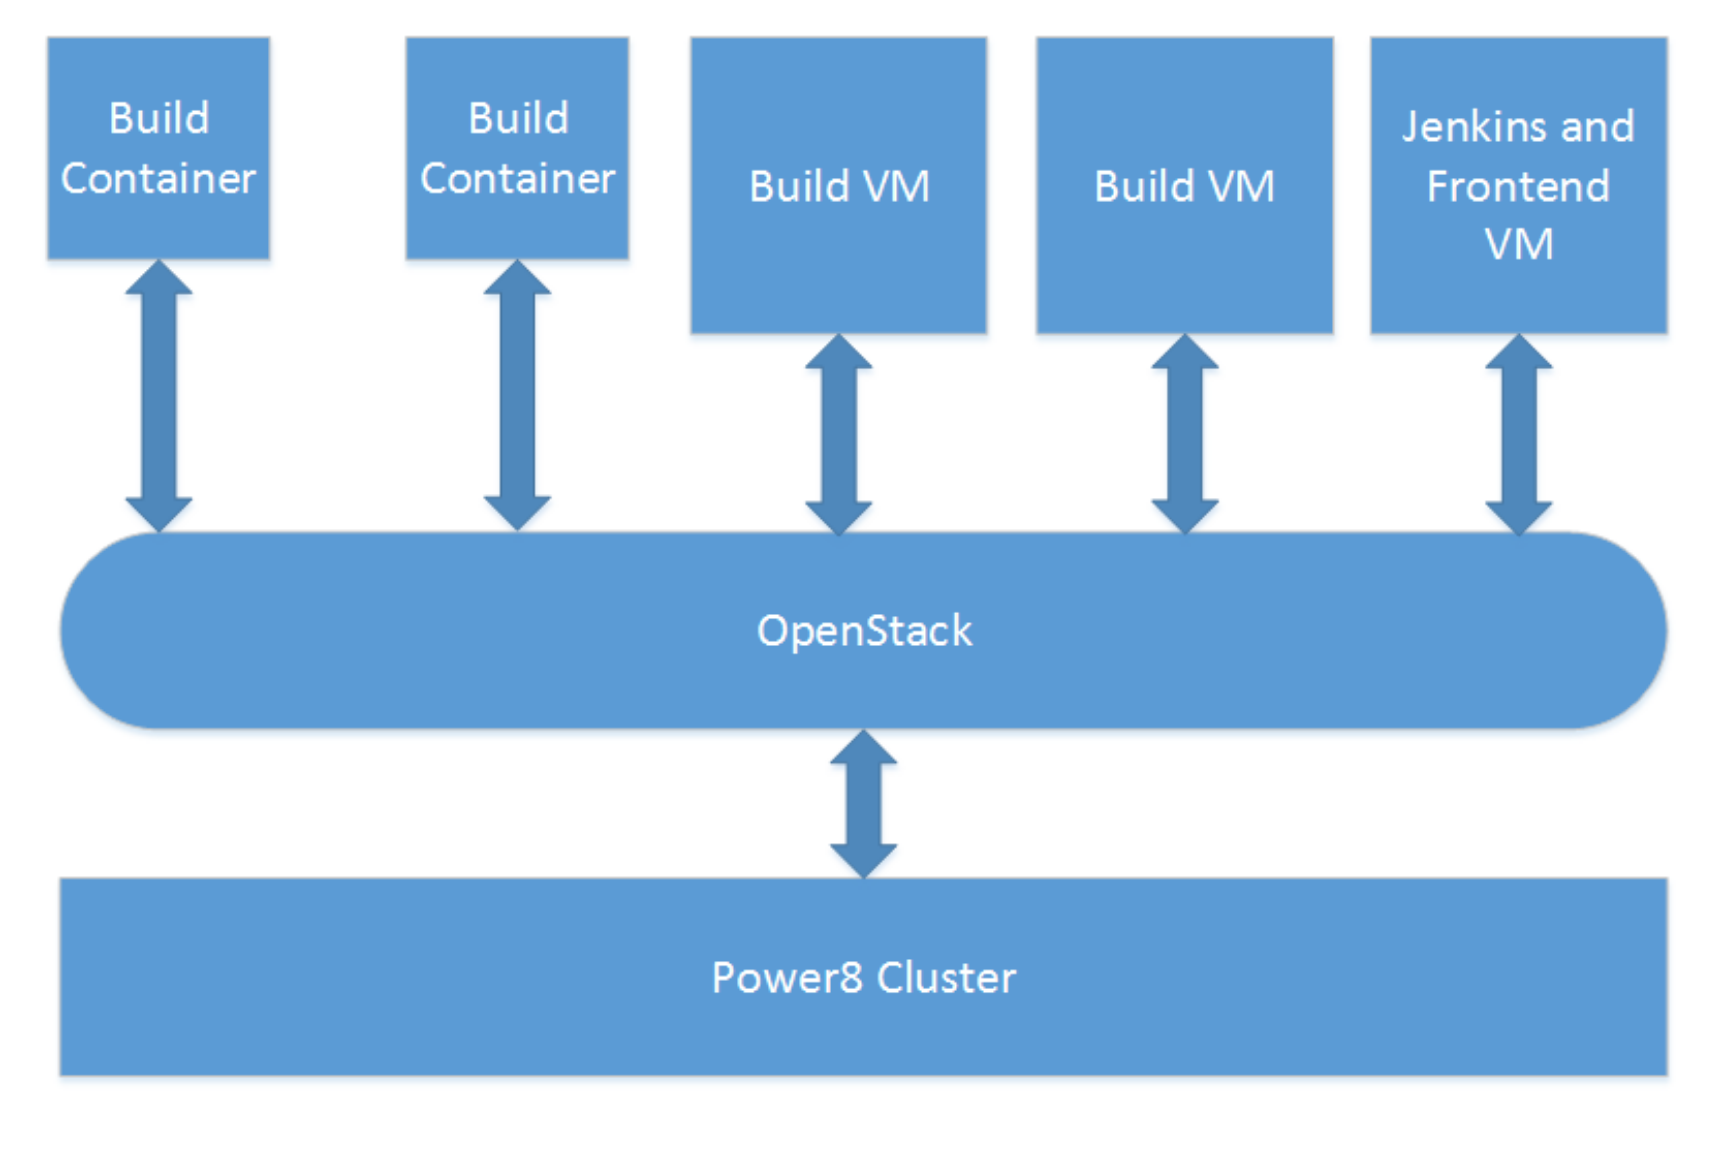 Build
Container
Build
Container
Build VM
Build VM
Jenkins and
Frontend
VM
OpenStack
Power8 Cluster